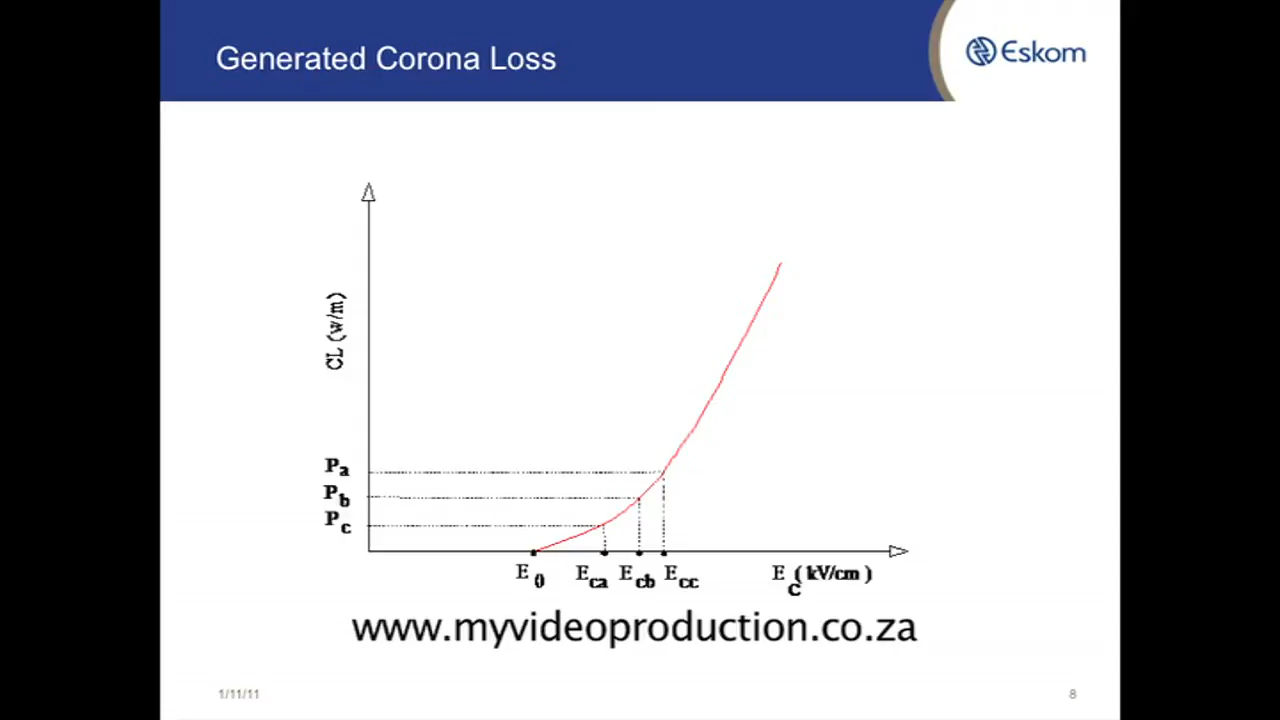 Generated Corona Loss
Eskom
CL (w/m)
Pa
Pb
Pc
E0 Eca Ecb Ecc EC (kV/cm)
www.myvideoproduction.co.za
1/11/11 8